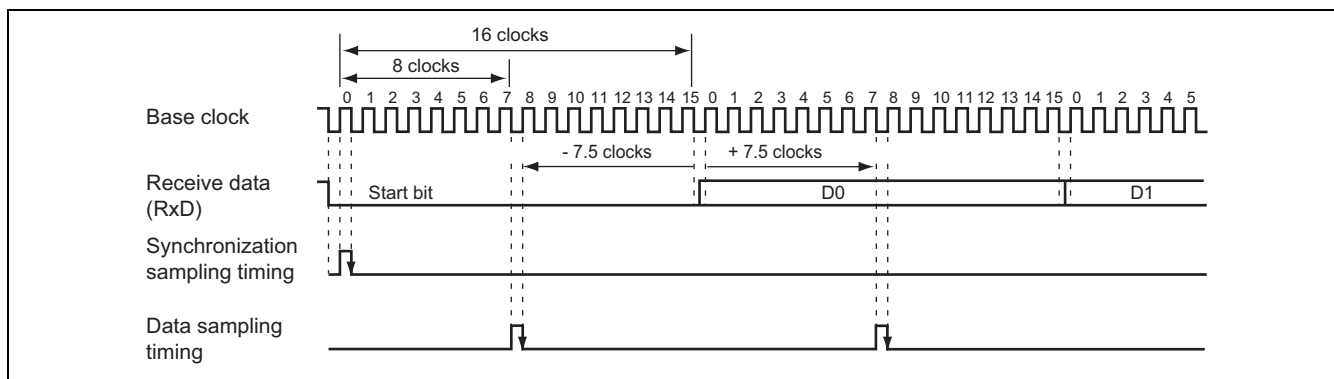 16 clocks
8 clocks
0 1 2 3 4 5 6 7 8 9 10 11 12 13 14 15 0 1 2 3 4 5 6 7 8 9 10 11 12 13 14 15 0 1 2 3 4 5
Base clock
- 7.5 clocks + 7.5 clocks
Receive data
(RxD)
Start bit D0 D1
Synchronization
sampling timing
Data sampling
timing